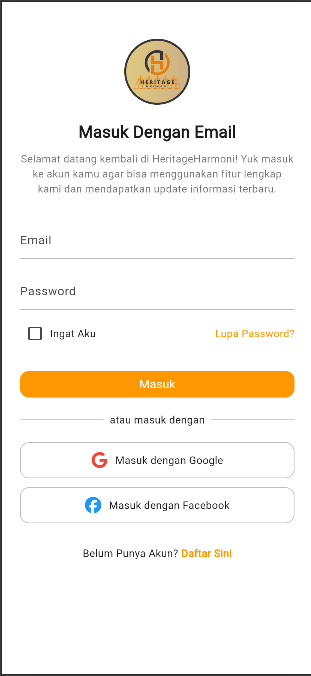 HERITAGE
Masuk Dengan Email
Selamat datang kembali di HeritageHarmoni! Yuk masuk
ke akun kamu agar bisa menggunakan fitur lengkap
kami dan mendapatkan update informasi terbaru.
Email
Password
Ingat Aku
Lupa Password?
Masuk
atau masuk dengan
Masuk dengan Google
Masuk dengan Facebook
Belum Punya Akun? Daftar Sini